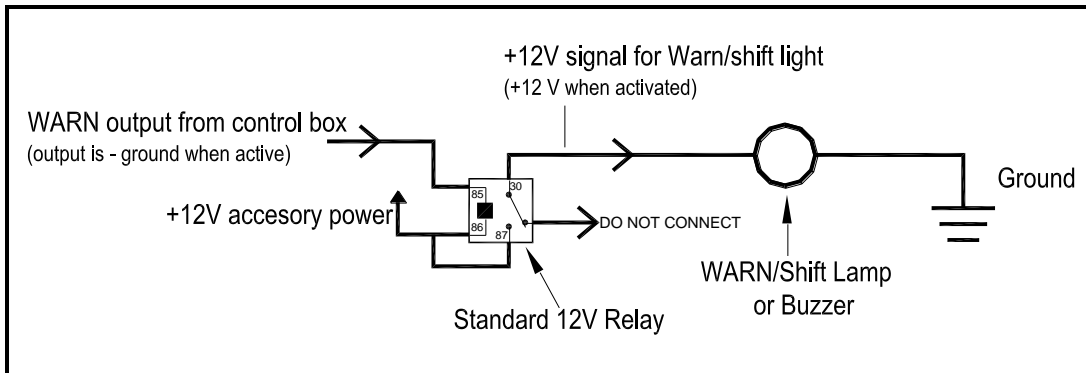 +12V signal for Warn/shift light
(+12 V when activated)
WARN output from control box
(output is - ground when active)
+12V accesory power
85
30
86
87
DO NOT CONNECT
Ground
WARN/Shift Lamp
or Buzzer
Standard 12V Relay